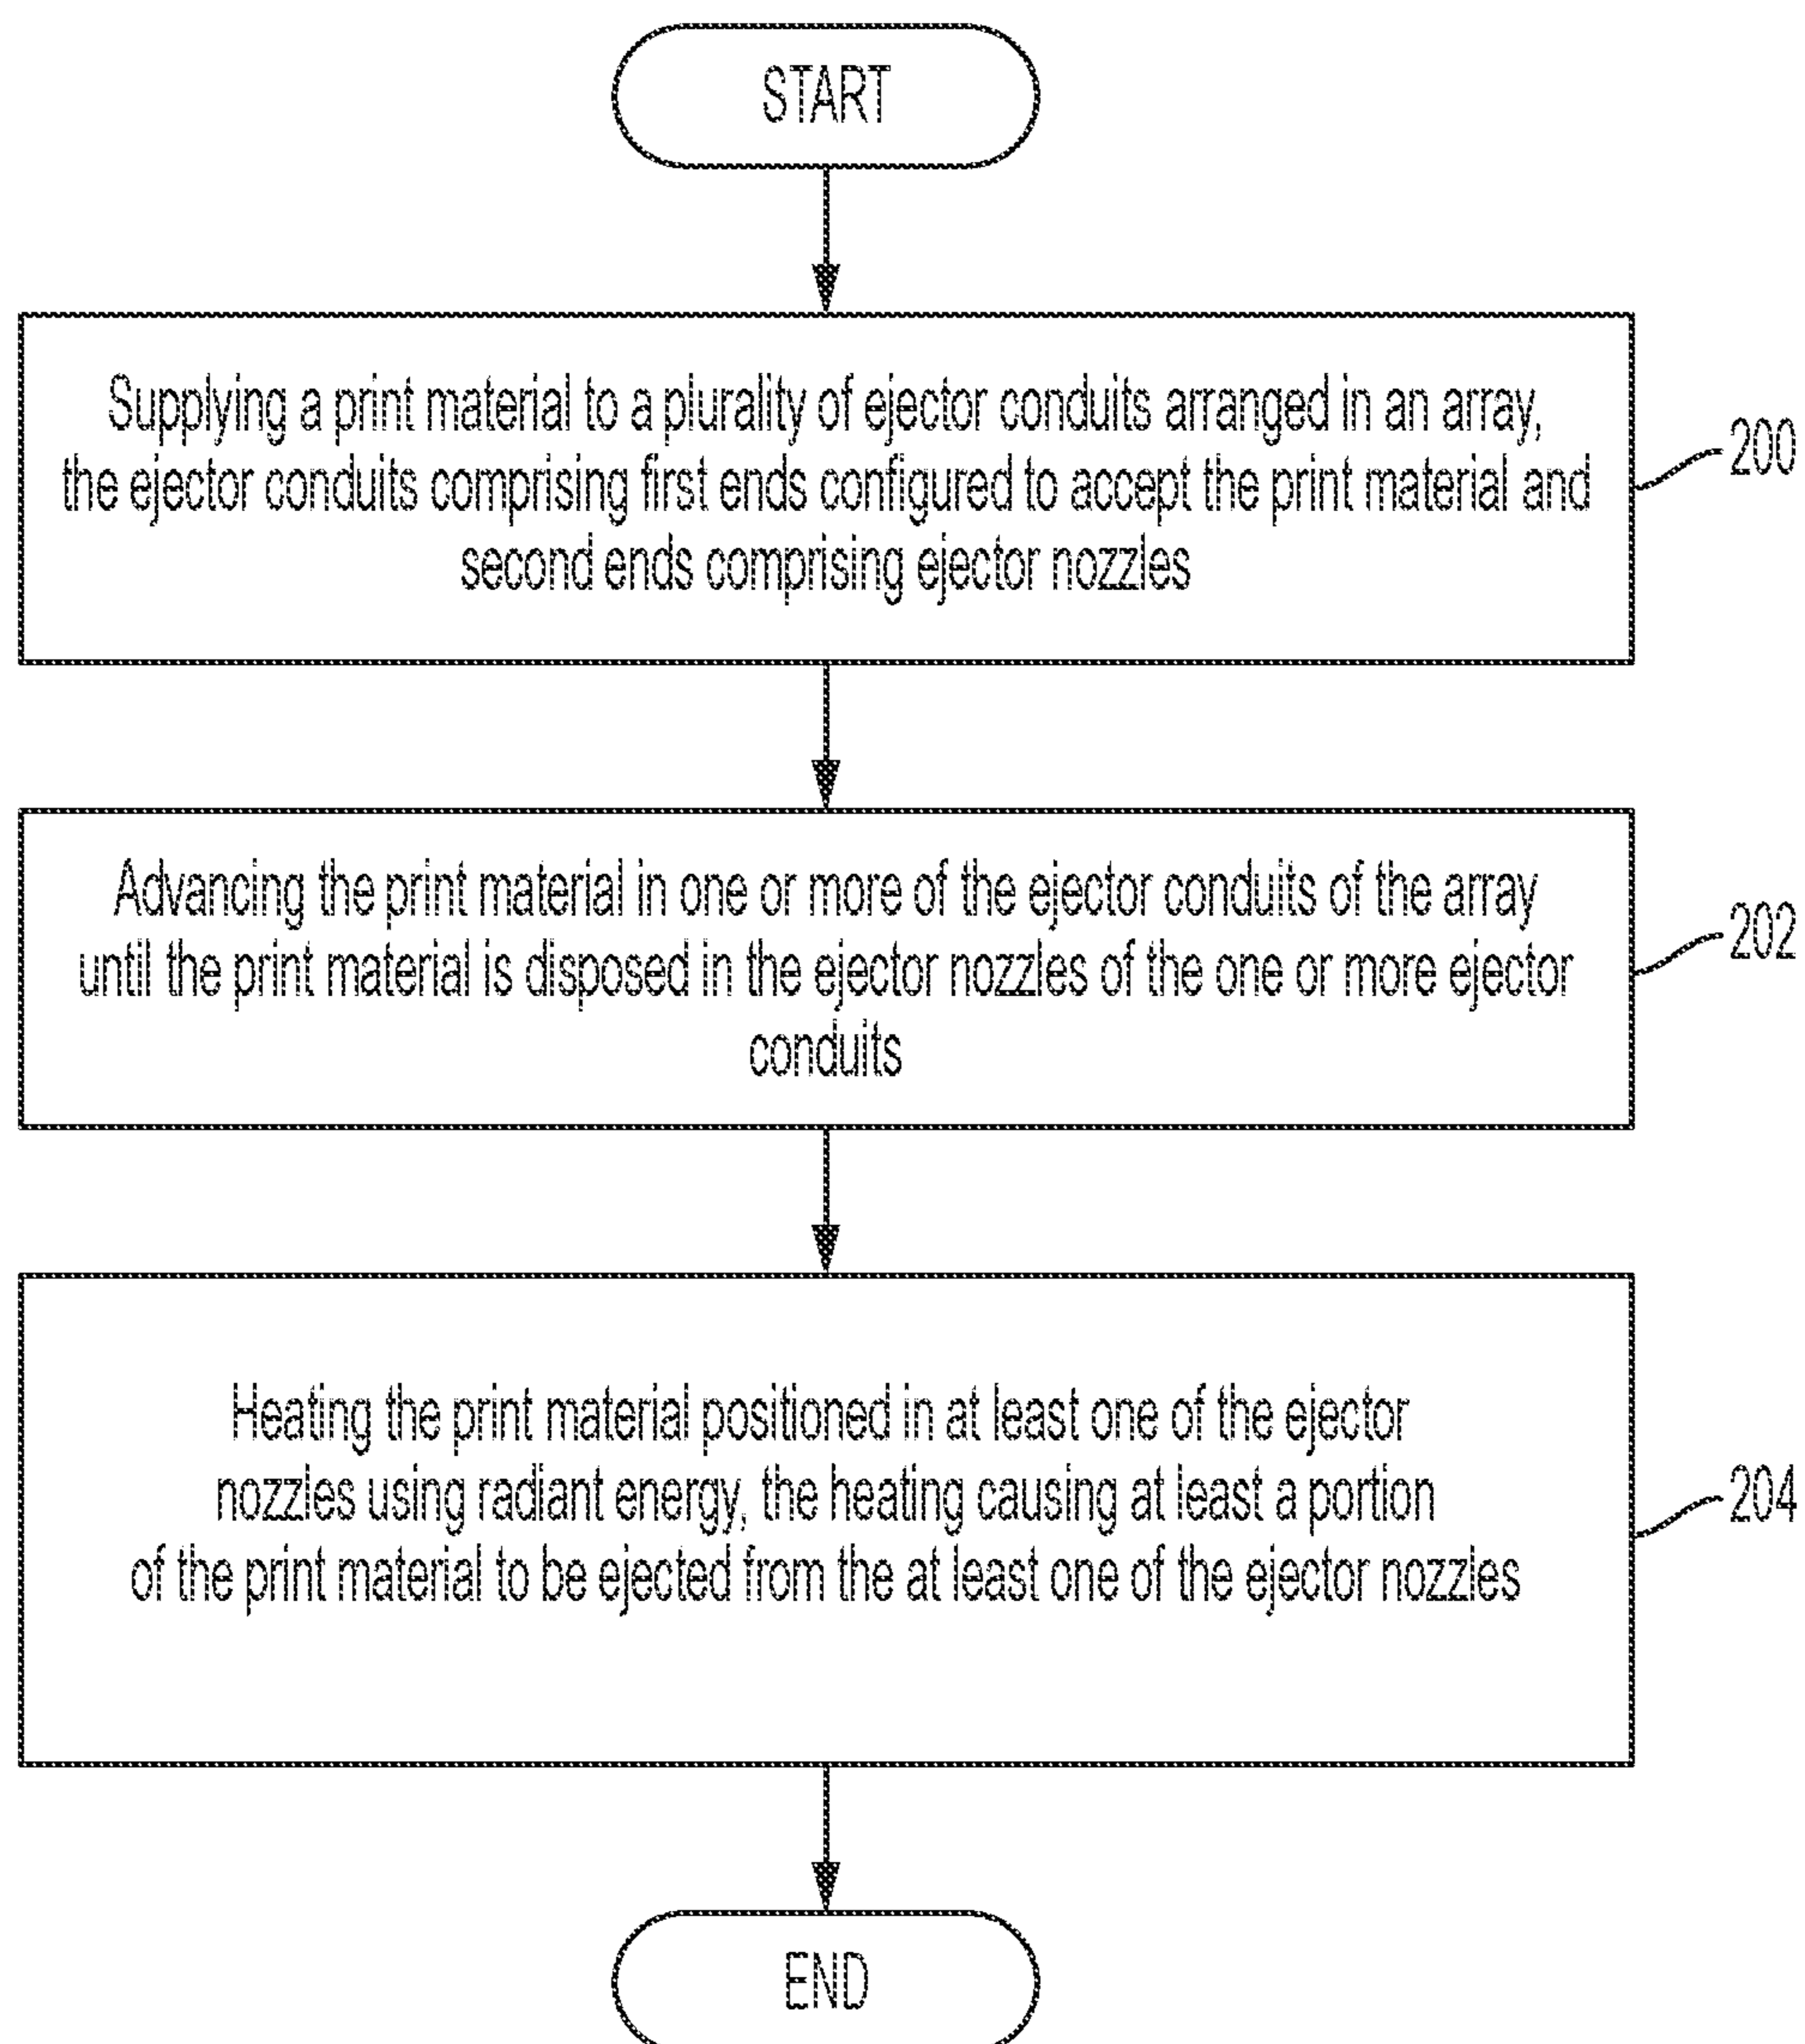 START
Supplying a print material to a plurality of ejector conduits arranged in an array,
the ejector conduits comprising first ends configured to accept the print material and
second ends comprising ejector nozzles
200
Advancing the print material in one or more of the ejector conduits of the array
until the print material is disposed in the ejector nozzles of the one or more ejector
conduits
202
Heating the print material positioned in at least one of the ejector
nozzles using radiant energy, the heating causing at least a portion
of the print material to be ejected from the at least one of the ejector nozzles
204
END